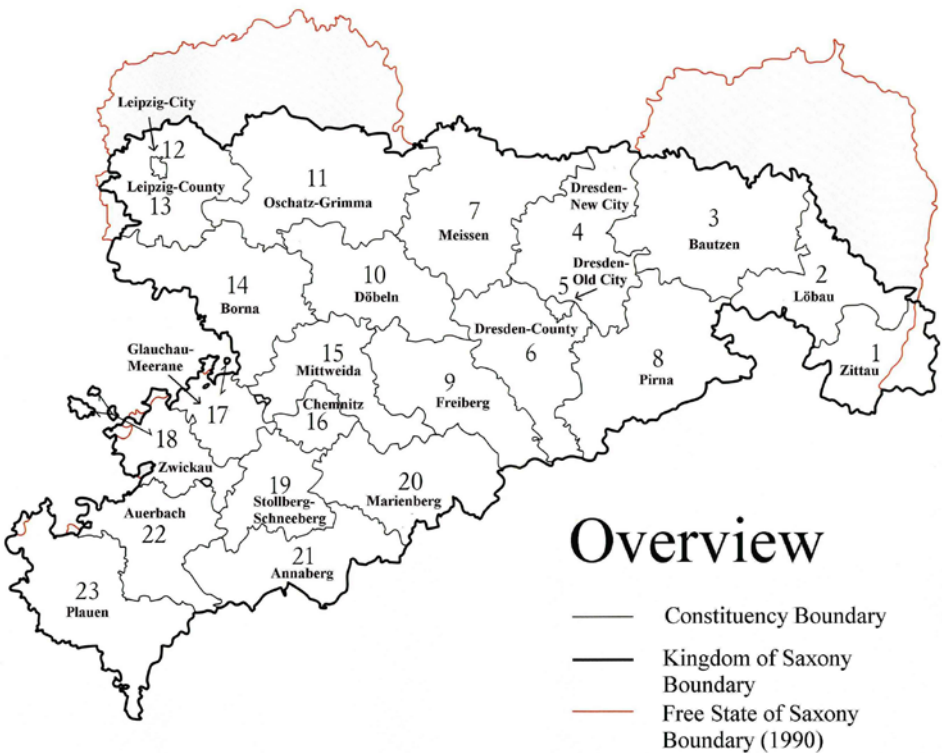 Leipzig-City
12
Leipzig-County
13
11
Oschatz-Grimma
7
Meissen
Dresden-
New City
4
Dresden-
Old City
5
3
Bautzen
2
Löbau
1
Zittau
14
Borna
10
Döbeln
Dresden-County
6
8
Pirna
Glauchau-
Meerane
17
15
Mittweida
Chemnitz
16
9
Freiberg
18
Zwickau
19
Stollberg-
Schneeberg
20
Marienberg
Auerbach
22
21
Annaberg
23
Plauen
Overview
Constituency Boundary
Kingdom of Saxony
Boundary
Free State of Saxony
Boundary (1990)